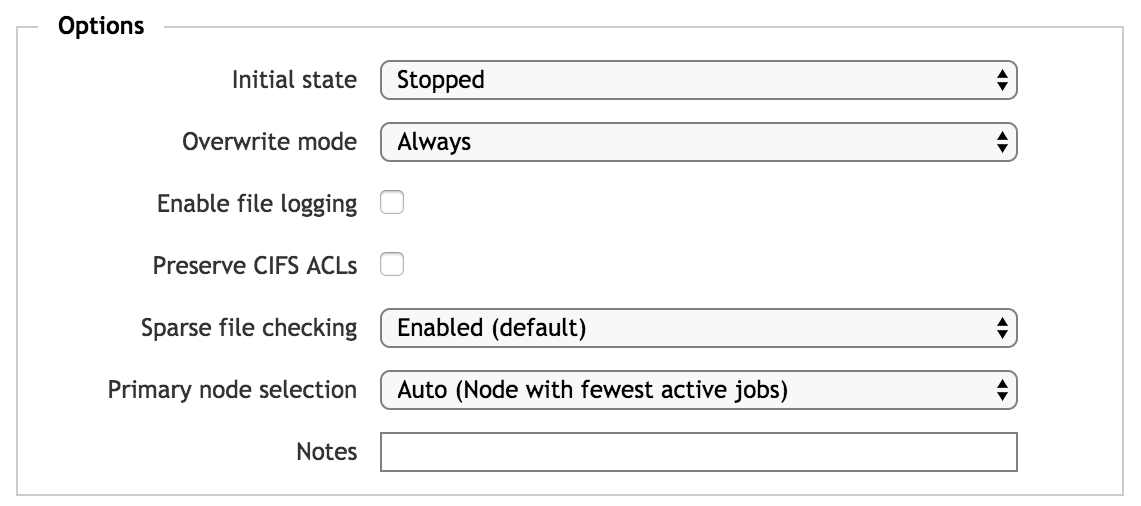 Options
Initial state Stopped
Overwrite mode Always
Enable file logging
Preserve CIFS ACLs
Sparse file checking Enabled (default)
Primary node selection Auto (Node with fewest active jobs)
Notes